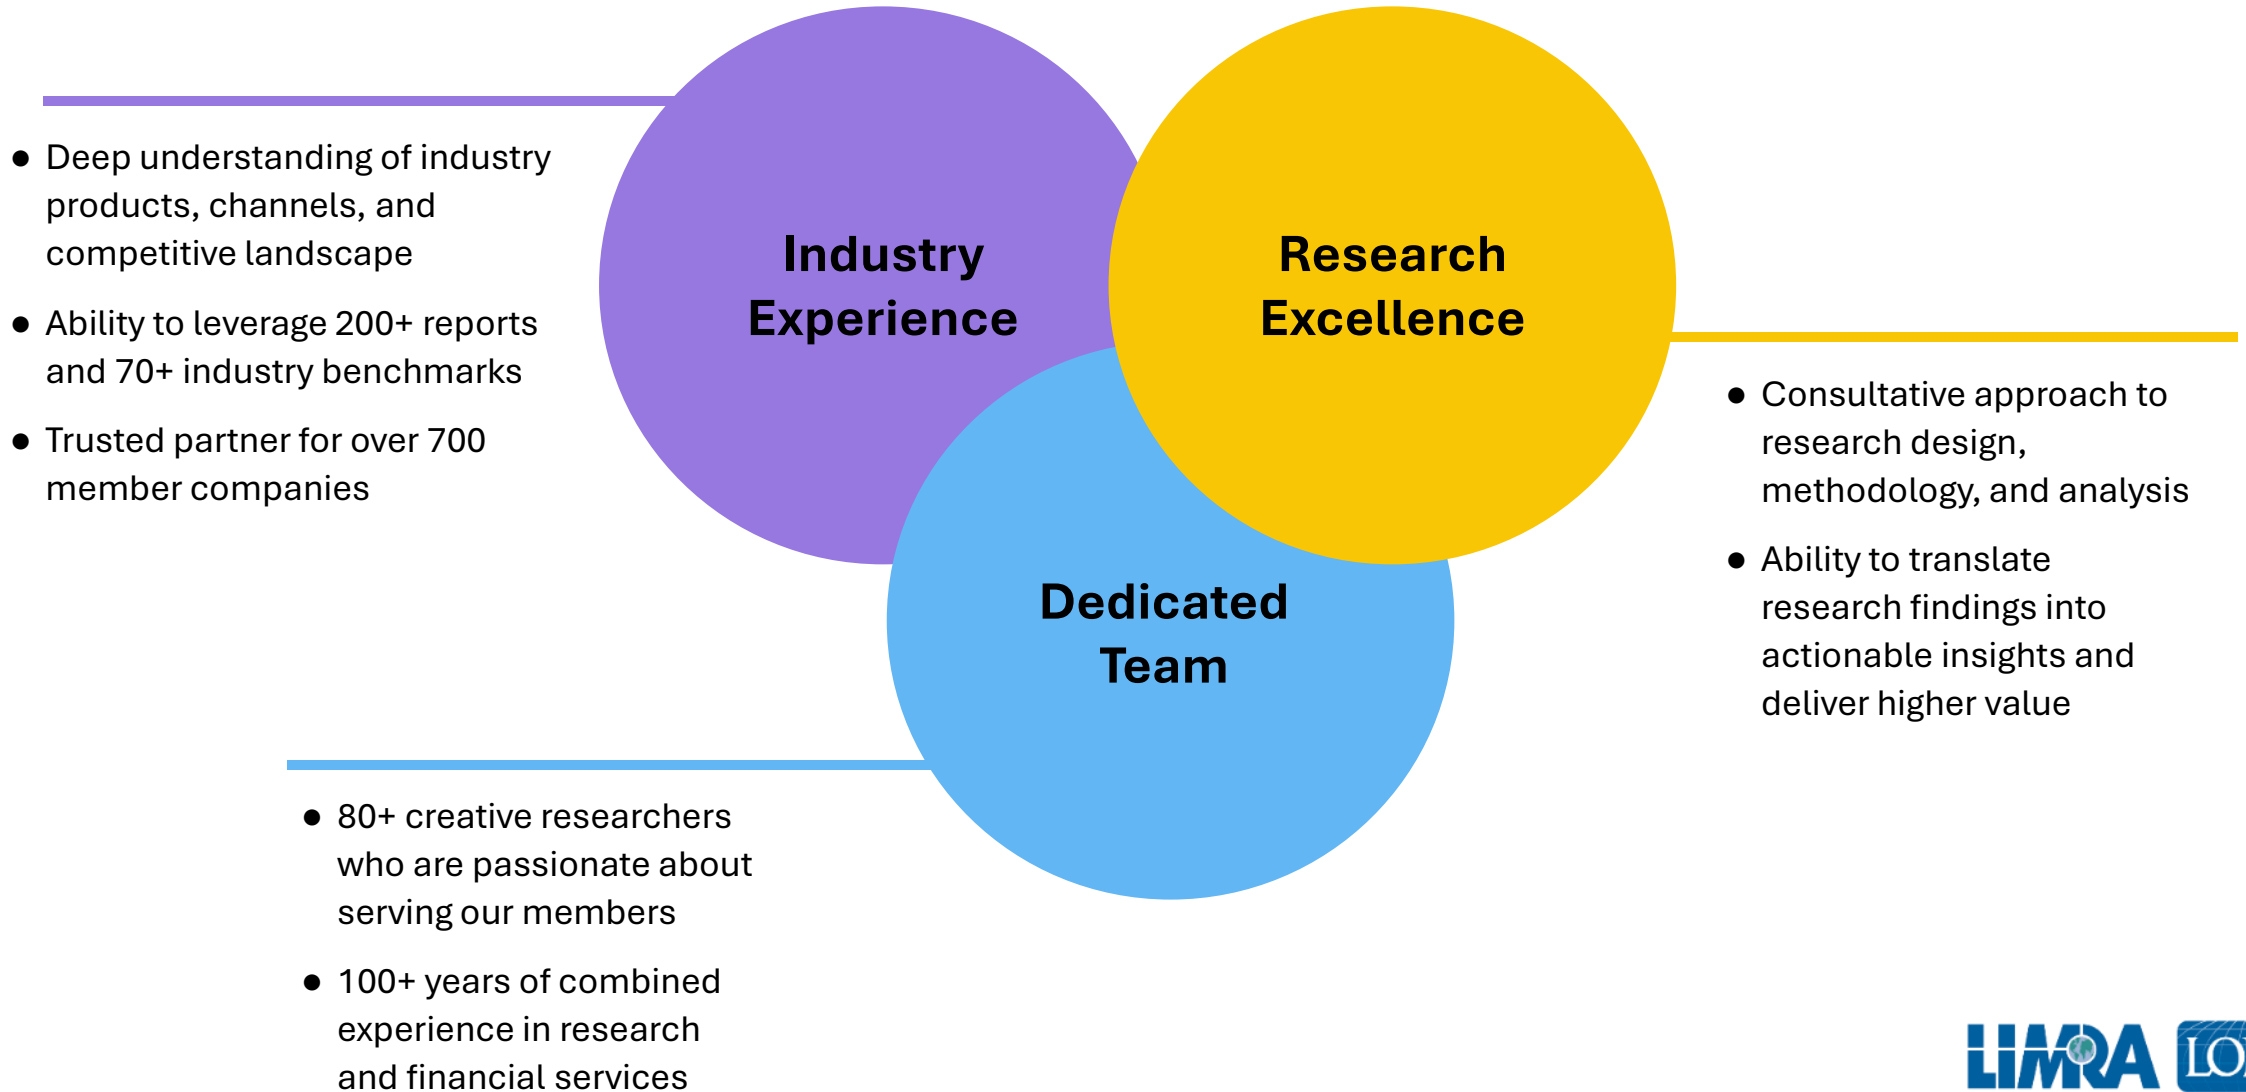 ● Deep understanding of industry
products, channels, and
competitive landscape
● Ability to leverage 200+ reports
and 70+ industry benchmarks
● Trusted partner for over 700
member companies
Industry
Experience
Research
Excellence
Dedicated
Team
● Consultative approach to
research design,
methodology, and analysis
● Ability to translate
research findings into
actionable insights and
deliver higher value
● 80+ creative researchers
who are passionate about
serving our members
● 100+ years of combined
experience in research
and financial services
LIMRA